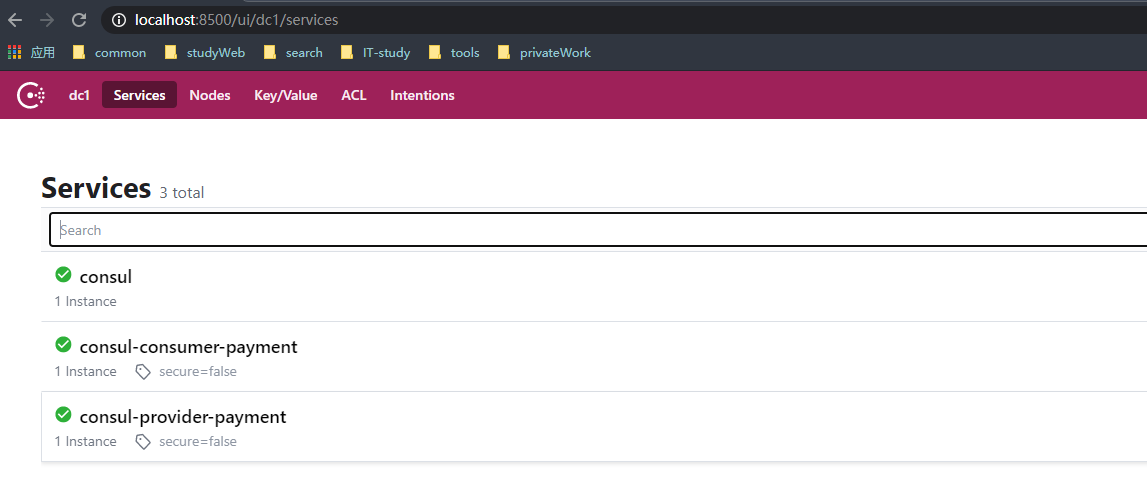 localhost:8500/ui/dc1/services
应用 common studyWeb search IT-study tools privateWork
dc1 Services Nodes Key/Value ACL Intentions
Services 3 total
Search
consul
1 Instance
consul-consumer-payment
1 Instance secure=false
consul-provider-payment
1 Instance secure=false